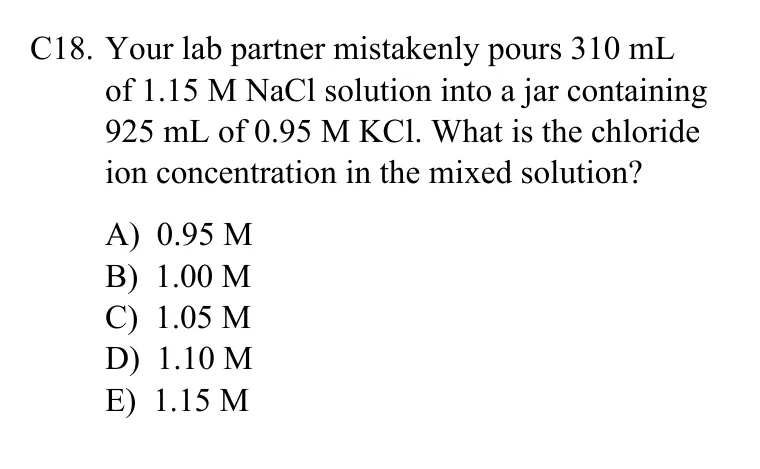 C18. Your lab partner mistakenly pours 310 mL
of 1.15 M NaCl solution into a jar containing
925 mL of 0.95 M KCl. What is the chloride
ion concentration in the mixed solution?
A) 0.95 M
B) 1.00 M
C) 1.05 M
D) 1.10 M
E) 1.15 M